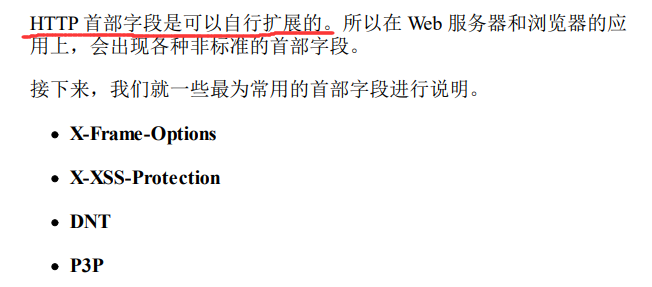 HTTP 首部字段是可以自行扩展的。所以在 Web 服务器和浏览器的应
用上，会出现各种非标准的首部字段。
接下来，我们就一些最为常用的首部字段进行说明。
• X-Frame-Options
• X-XSS-Protection
• DNT
• P3P